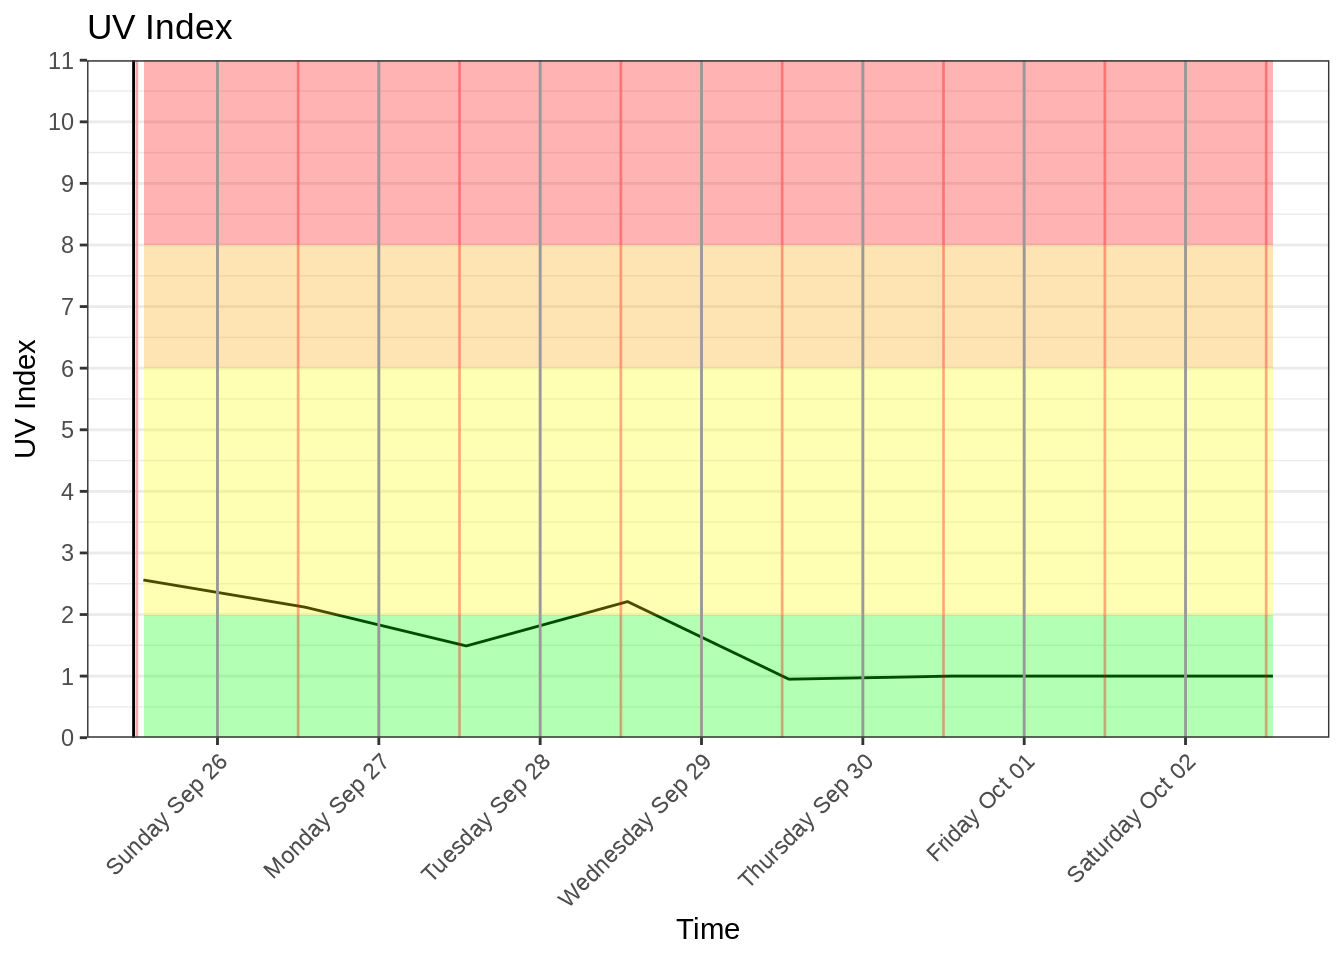 UV Index
11
10
9
8
7
6
5
4
3
2
1
0
UV Index
Sunday Sep 26
Monday Sep 27
Tuesday Sep 28
Wednesday Sep 29
Thursday Sep 30
Friday Oct 01
Saturday Oct 02
Time